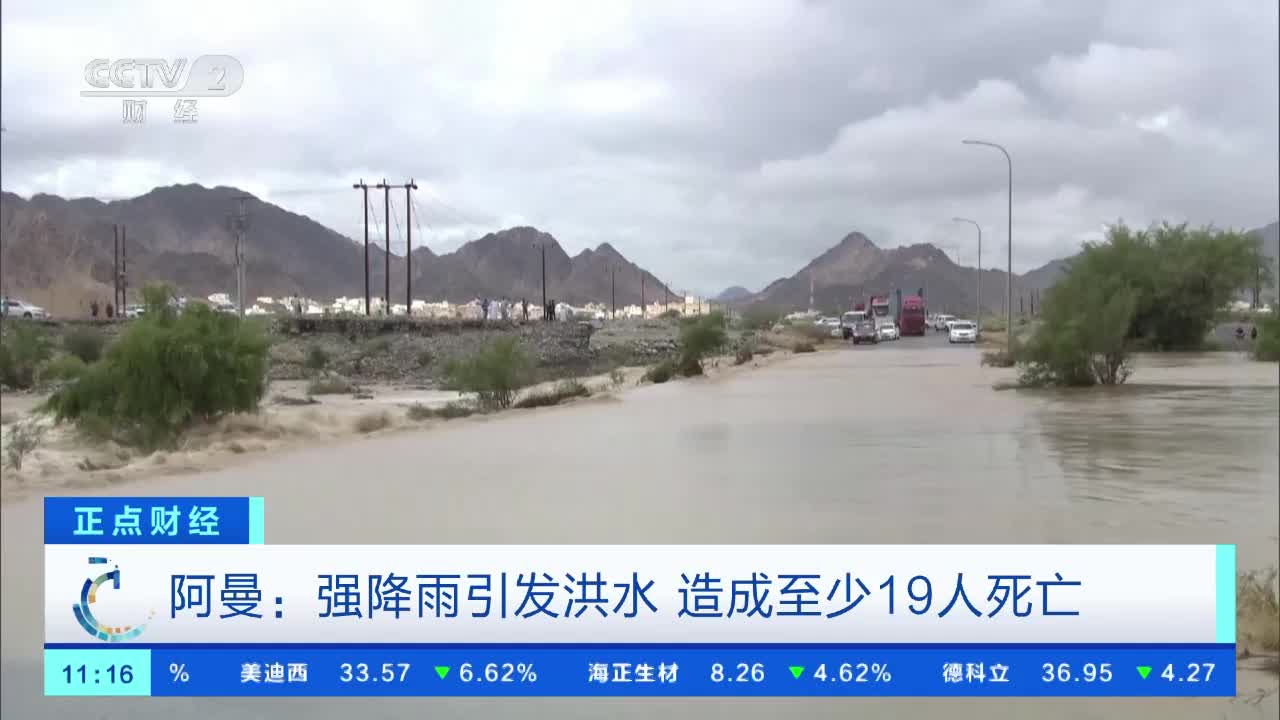 CCTV 2
财 经
正点财经
阿曼：强降雨引发洪水 造成至少19人死亡
11:16 % 美迪西 33.57 ▼6.62% 海正生材 8.26 ▼4.62% 德科立 36.95 ▼4.27